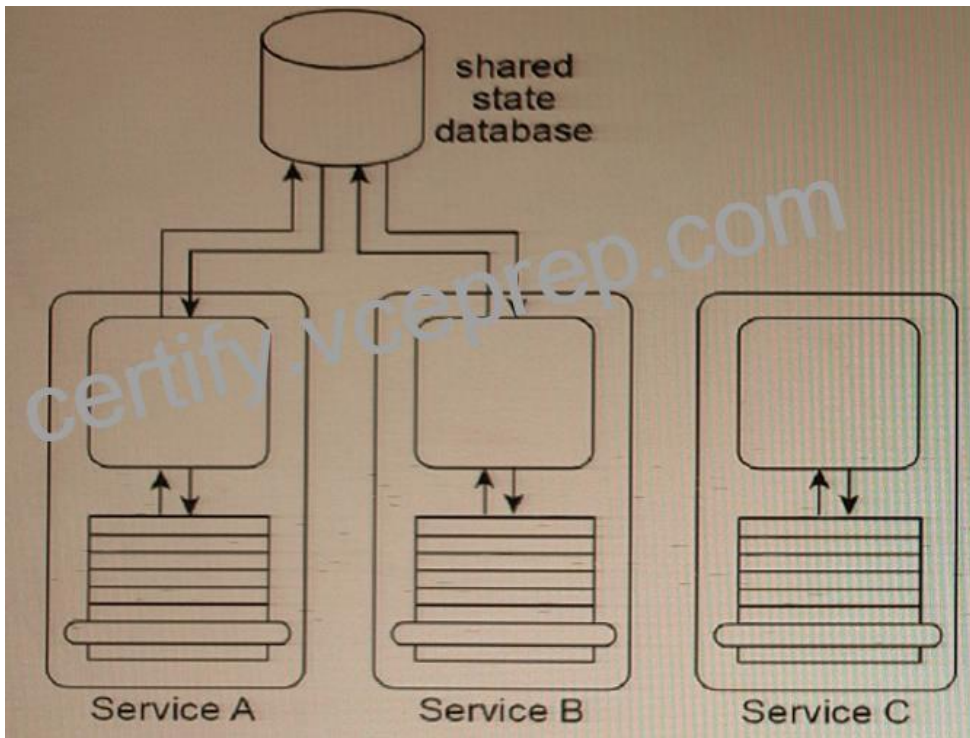 shared
state
database
certify.vceprep.com
Service A
Service B
Service C